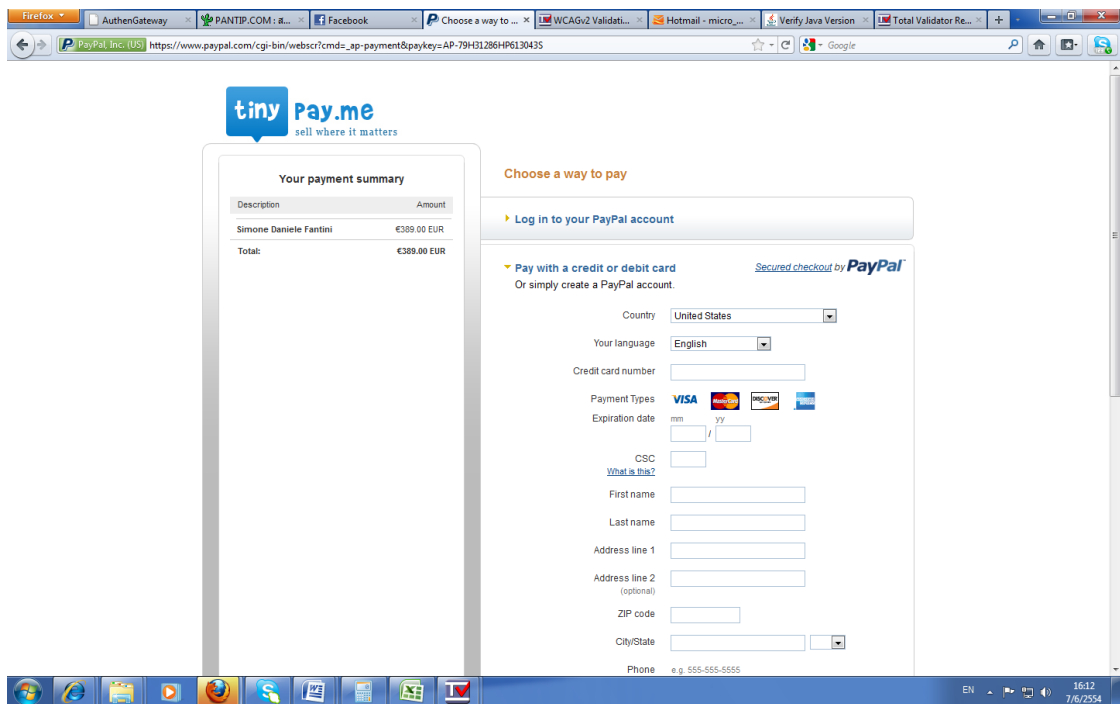 Firefox
AuthenGateway
PANTIP.COM : ส...
Facebook
Choose a way to ...
WCAGv2 Validati...
Hotmail - micro_...
Verify Java Version
Total Validator Re...
PayPal, Inc. (US)
https://www.paypal.com/cgi-bin/webscr?cmd=_ap-payment&paykey=AP-79H31286HP613043S
Google
tiny Pay.me
sell where it matters
Your payment summary
Description Amount
Simone Daniele Fantini €389.00 EUR
Total: €389.00 EUR
Choose a way to pay
Log in to your PayPal account
Pay with a credit or debit card
Secured checkout by PayPal
Or simply create a PayPal account.
Country United States
Your language English
Credit card number
Payment Types VISA MasterCard DISCOVER
Expiration date mm yy
/
CSC
What is this?
First name
Last name
Address line 1
Address line 2
(optional)
ZIP code
City/State
Phone e.g. 555-555-5555
EN
16:12
7/6/2554